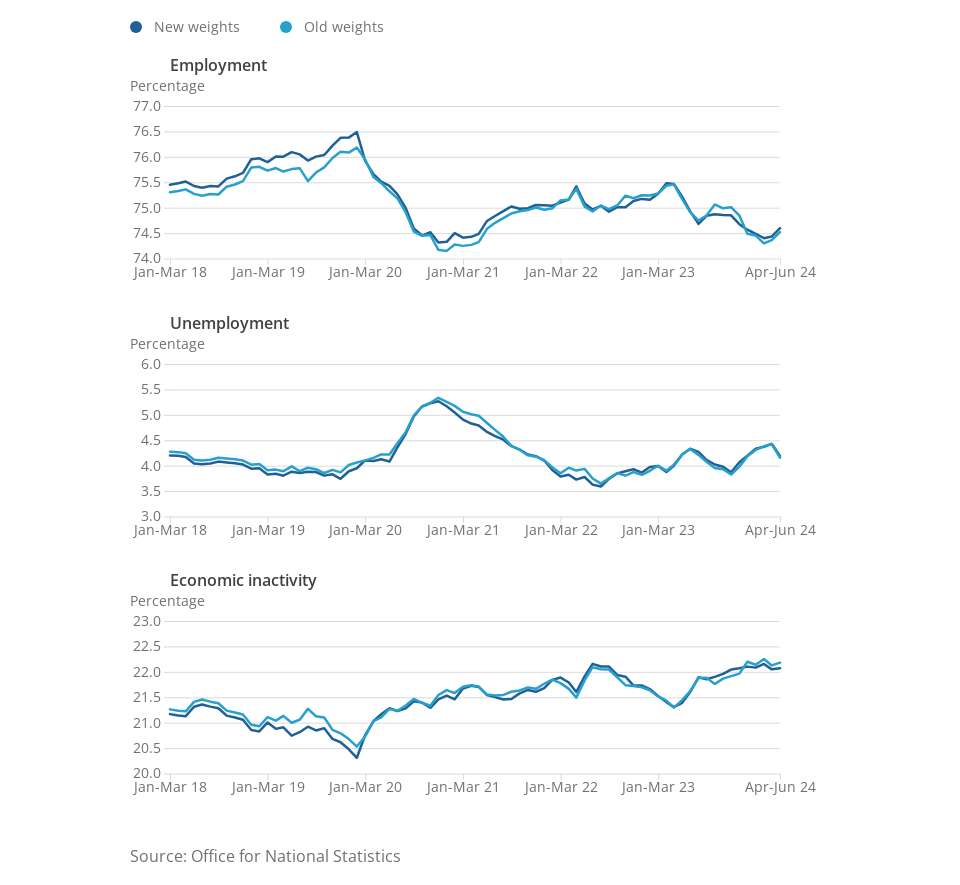 New weights Old weights
Employment
Percentage
77.0
76.5
76.0
75.5
75.0
74.5
74.0
Jan-Mar 18 Jan-Mar 19 Jan-Mar 20 Jan-Mar 21 Jan-Mar 22 Jan-Mar 23 Apr-Jun 24
Unemployment
Percentage
6.0
5.5
5.0
4.5
4.0
3.5
3.0
Jan-Mar 18 Jan-Mar 19 Jan-Mar 20 Jan-Mar 21 Jan-Mar 22 Jan-Mar 23 Apr-Jun 24
Economic inactivity
Percentage
23.0
22.5
22.0
21.5
21.0
20.5
20.0
Jan-Mar 18 Jan-Mar 19 Jan-Mar 20 Jan-Mar 21 Jan-Mar 22 Jan-Mar 23 Apr-Jun 24
Source: Office for National Statistics